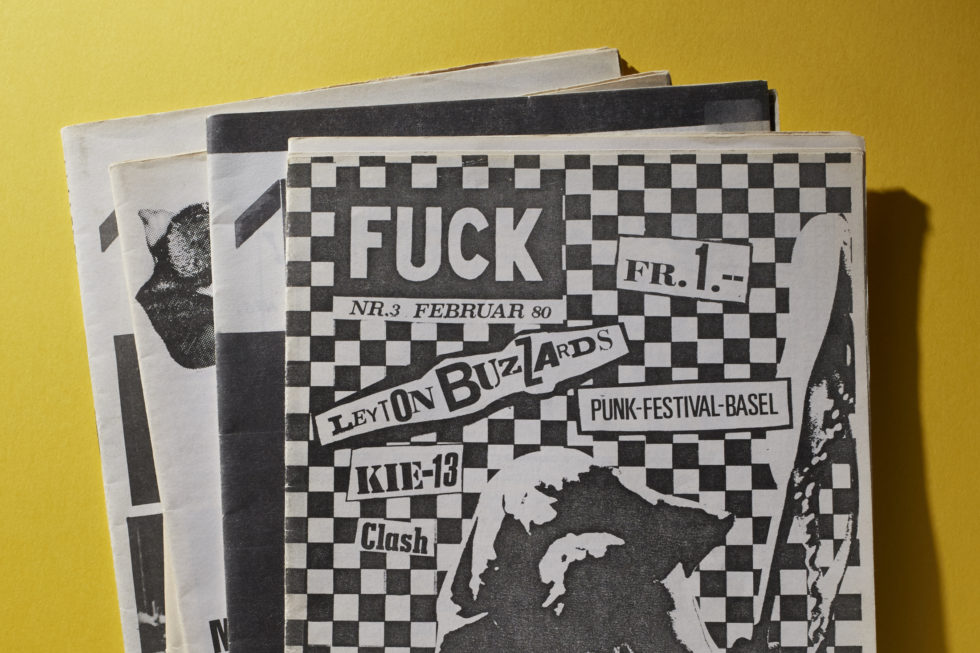 FUCK
FR.1.--
NR.3 FEBRUAR 80
LEYTON BUZZARDS
PUNK-FESTIVAL-BASEL
KIE-13
Clash